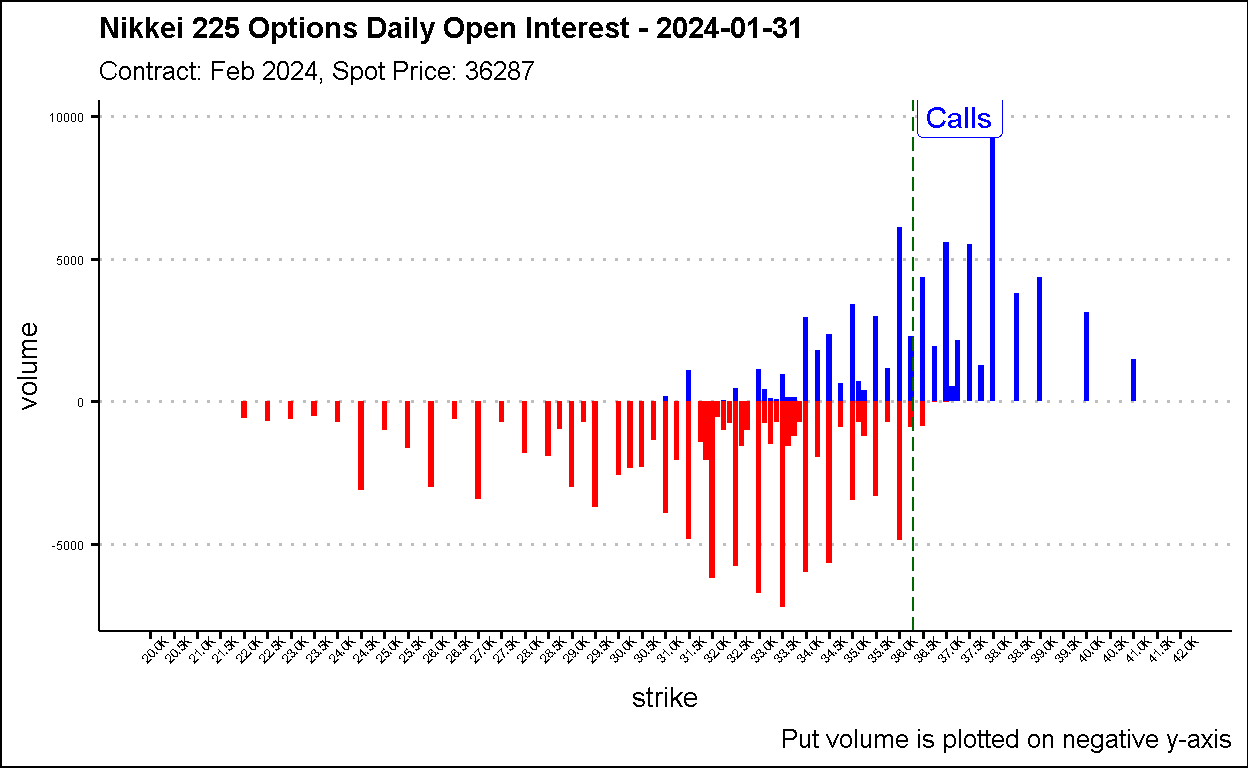 Nikkei 225 Options Daily Open Interest - 2024-01-31
Contract: Feb 2024, Spot Price: 36287
Calls
10000
5000
0
-5000
volume
20.0K
20.5K
21.0K
21.5K
22.0K
22.5K
23.0K
23.5K
24.0K
24.5K
25.0K
25.5K
26.0K
26.5K
27.0K
27.5K
28.0K
28.5K
29.0K
29.5K
30.0K
30.5K
31.0K
31.5K
32.0K
32.5K
33.0K
33.5K
34.0K
34.5K
35.0K
35.5K
36.0K
36.5K
37.0K
37.5K
38.0K
38.5K
39.0K
39.5K
40.0K
40.5K
41.0K
41.5K
42.0K
strike
Put volume is plotted on negative y-axis